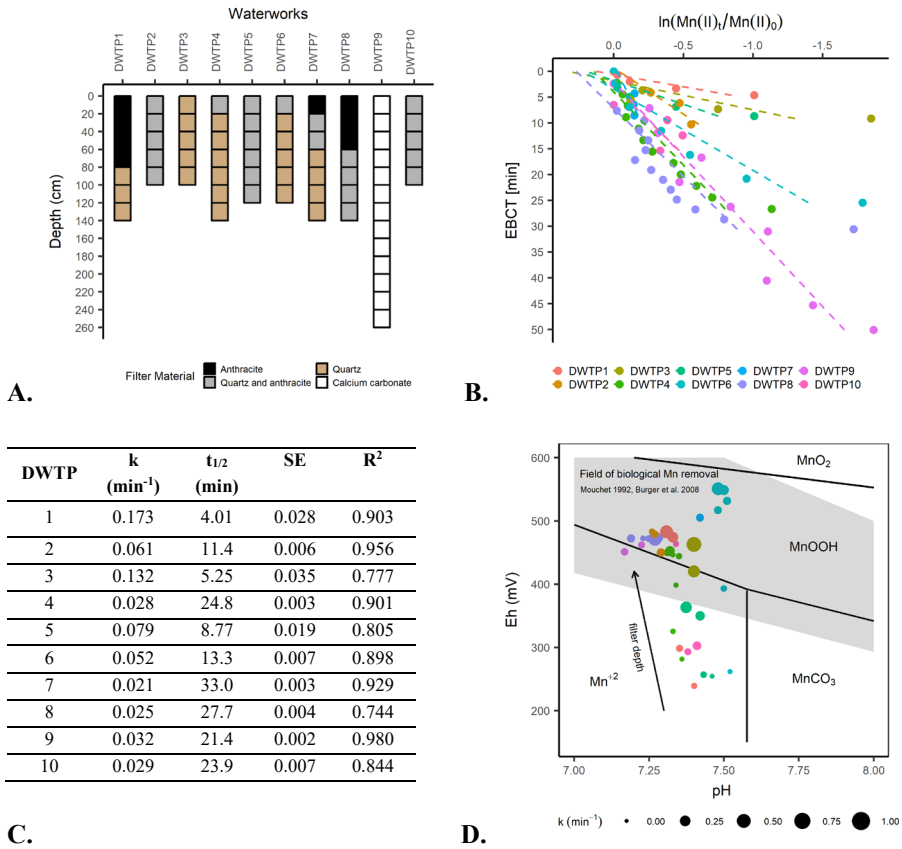 Waterworks
DWTP1 DWTP2 DWTP3 DWTP4 DWTP5 DWTP6 DWTP7 DWTP8 DWTP9 DWTP10
Depth (cm)
0
20
40
60
80
100
120
140
160
180
200
220
240
260
Filter Material
Anthracite
Quartz
Quartz and anthracite
Calcium carbonate
A.
ln(Mn(II)t/Mn(II)0)
0.0 -0.5 -1.0 -1.5
EBCT [min]
0
5
10
15
20
25
30
35
40
45
50
DWTP1 DWTP3 DWTP5 DWTP7 DWTP9
DWTP2 DWTP4 DWTP6 DWTP8 DWTP10
B.
DWTP k (min-1) t1/2 (min) SE R2
1 0.173 4.01 0.028 0.903
2 0.061 11.4 0.006 0.956
3 0.132 5.25 0.035 0.777
4 0.028 24.8 0.003 0.901
5 0.079 8.77 0.019 0.805
6 0.052 13.3 0.007 0.898
7 0.021 33.0 0.003 0.929
8 0.025 27.7 0.004 0.744
9 0.032 21.4 0.002 0.980
10 0.029 23.9 0.007 0.844
C.
Eh (mV)
600
500
400
300
200
MnO2
Field of biological Mn removal
Mouchet 1992, Burger et al. 2008
MnOOH
filter depth
Mn+2
MnCO3
7.00 7.25 7.50 7.75 8.00
pH
k (min−1) 0.00 0.25 0.50 0.75 1.00
D.